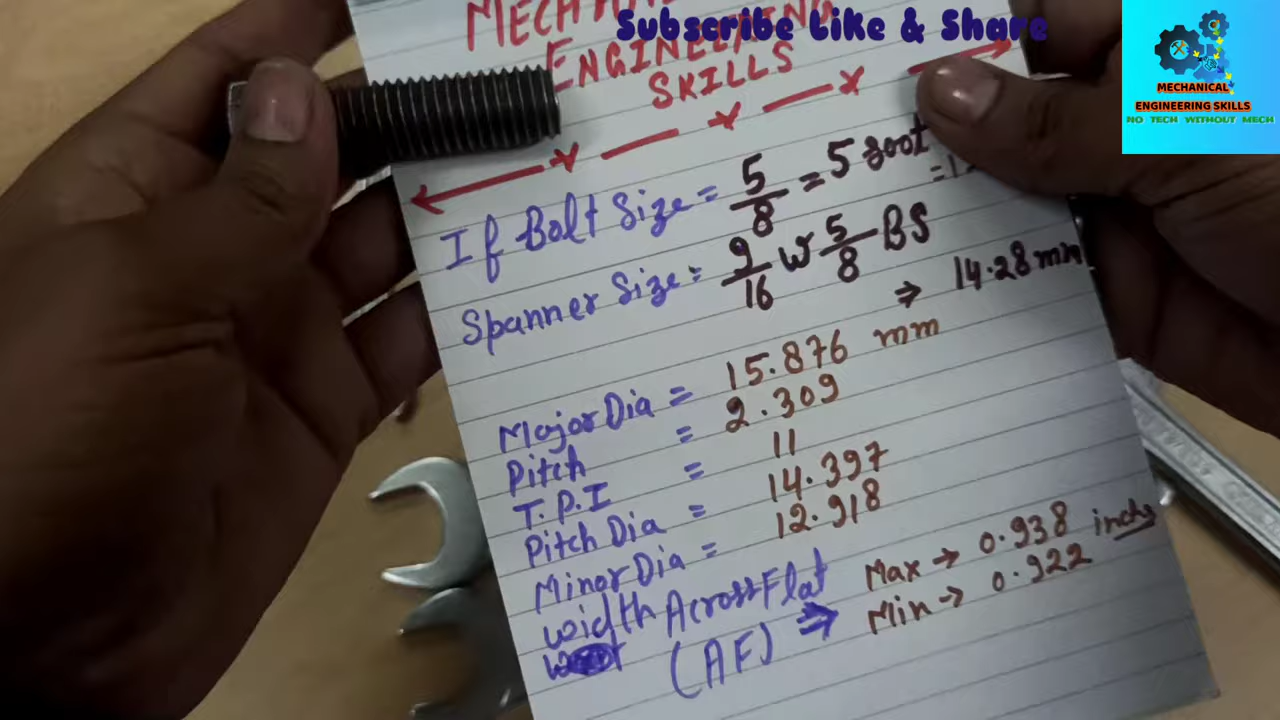 Subscribe Like & Share
MECHANICAL
ENGINEERING SKILLS
NO TECH WITHOUT MECH
ENGINEERING
SKILLS
If Bolt Size = 5/8 = 5 soot
Spanner Size = 9/16 W 5/8 BS
⇒ 14.28 mm
Major Dia = 15.876 mm
Pitch = 2.309
T.P.I = 11
Pitch Dia = 14.397
Minor Dia = 12.918
Width Across Flat Max → 0.938 inchs
(AF) ⇒ Min → 0.922